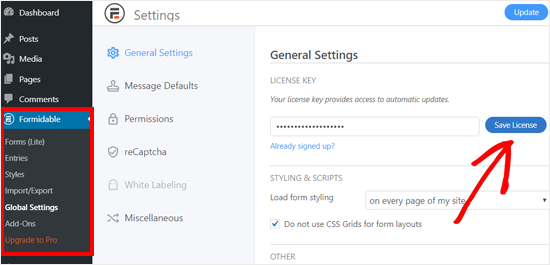 Dashboard
Posts
Media
Pages
Comments
Formidable
Forms (Lite)
Entries
Styles
Import/Export
Global Settings
Add-Ons
Upgrade to Pro
Settings
Update
General Settings
Message Defaults
Permissions
reCaptcha
White Labeling
Miscellaneous
General Settings
LICENSE KEY
Your license key provides access to automatic updates.
•••••••••••••••••••
Save License
Already signed up?
STYLING & SCRIPTS
Load form styling
on every page of my site
Do not use CSS Grids for form layouts
OTHER